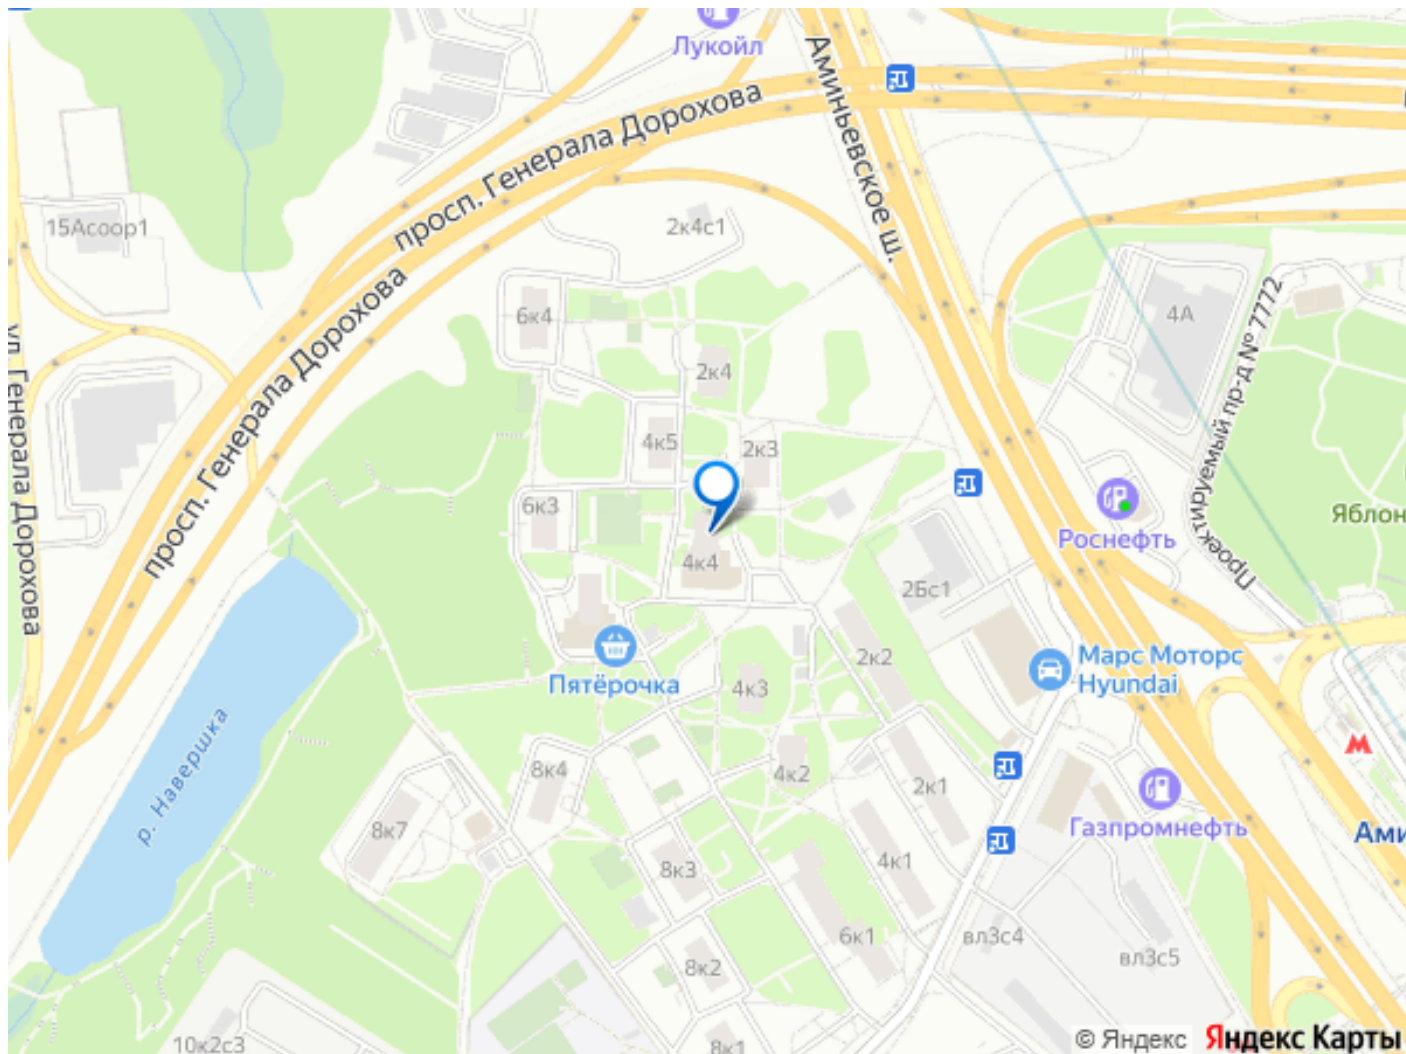 Лукойл
Аминьевское ш.
просп. Генерала Дорохова
15Асоор1
2к4с1
6к4
4А
просп. Генерала Дорохова
Проектируемый пр-д № 7772
2к4
ул. Генерала Дорохова
4к5
2к3
6к3
Роснефть
Яблон
4к4
2Бс1
Марс Моторс
Hyundai
2к2
Пятёрочка
4к3
р. Навершка
8к4
4к2
2к1
Газпромнефть
Ами
8к7
4к1
8к3
6к1
вл3с4
вл3с5
8к2
10к2с3
8к1
© Яндекс Яндекс Карты